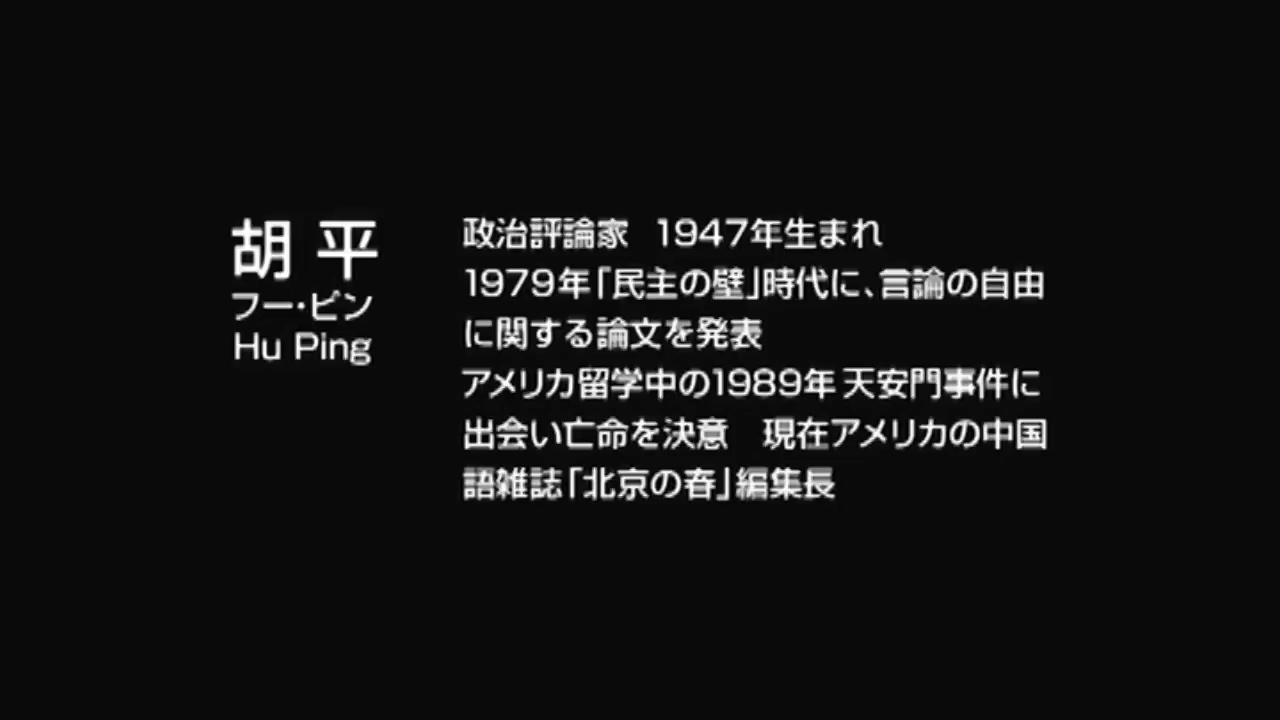 胡 平
フー・ピン
Hu Ping
政治評論家 1947年生まれ
1979年「民主の壁」時代に、言論の自由
に関する論文を発表
アメリカ留学中の1989年 天安門事件に
出会い亡命を決意　現在アメリカの中国
語雑誌「北京の春」編集長